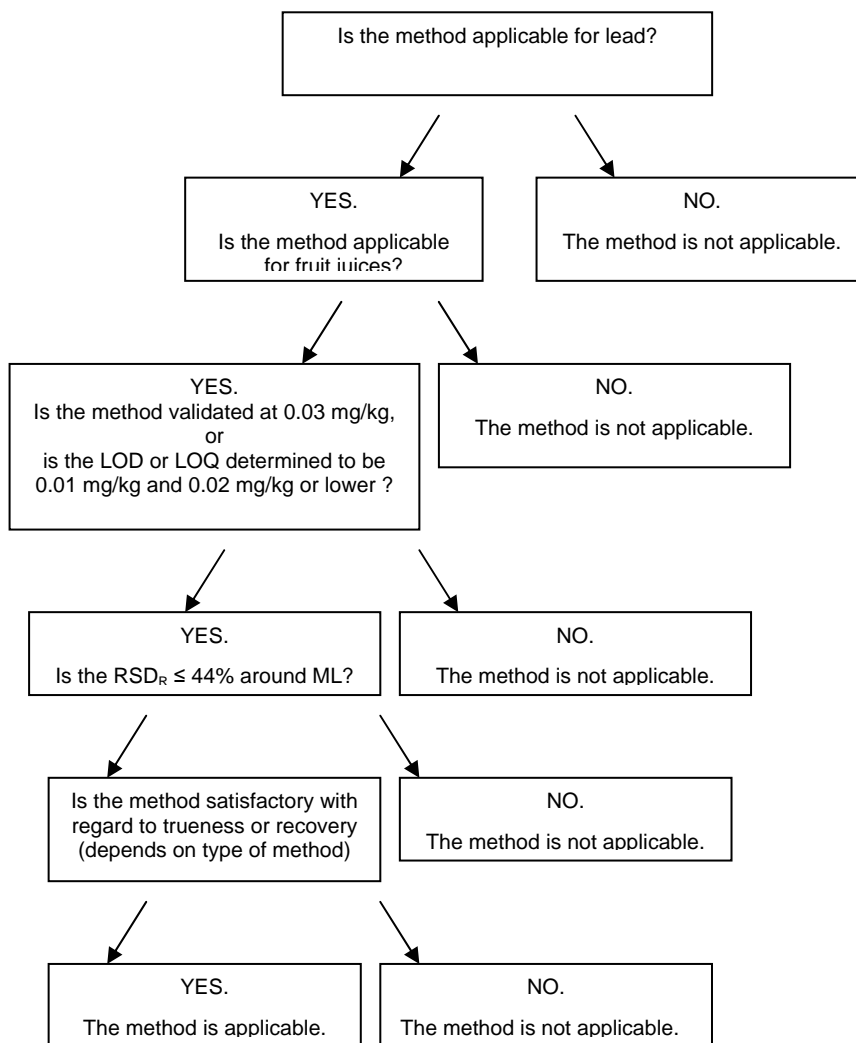 Is the method applicable for lead?
YES.
Is the method applicable
for fruit juices?
NO.
The method is not applicable.
YES.
Is the method validated at 0.03 mg/kg,
or
is the LOD or LOQ determined to be
0.01 mg/kg and 0.02 mg/kg or lower ?
NO.
The method is not applicable.
YES.
Is the RSDR ≤ 44% around ML?
NO.
The method is not applicable.
Is the method satisfactory with
regard to trueness or recovery
(depends on type of method)
NO.
The method is not applicable.
YES.
The method is applicable.
NO.
The method is not applicable.